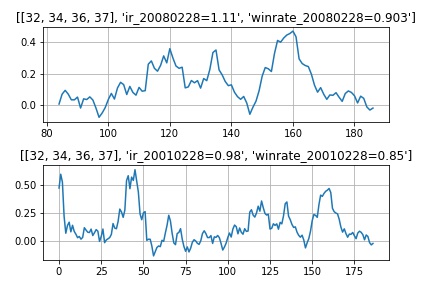 [[32, 34, 36, 37], 'ir_20080228=1.11', 'winrate_20080228=0.903']
0.4
0.2
0.0
80 100 120 140 160 180
[[32, 34, 36, 37], 'ir_20010228=0.98', 'winrate_20010228=0.85']
0.50
0.25
0.00
0 25 50 75 100 125 150 175